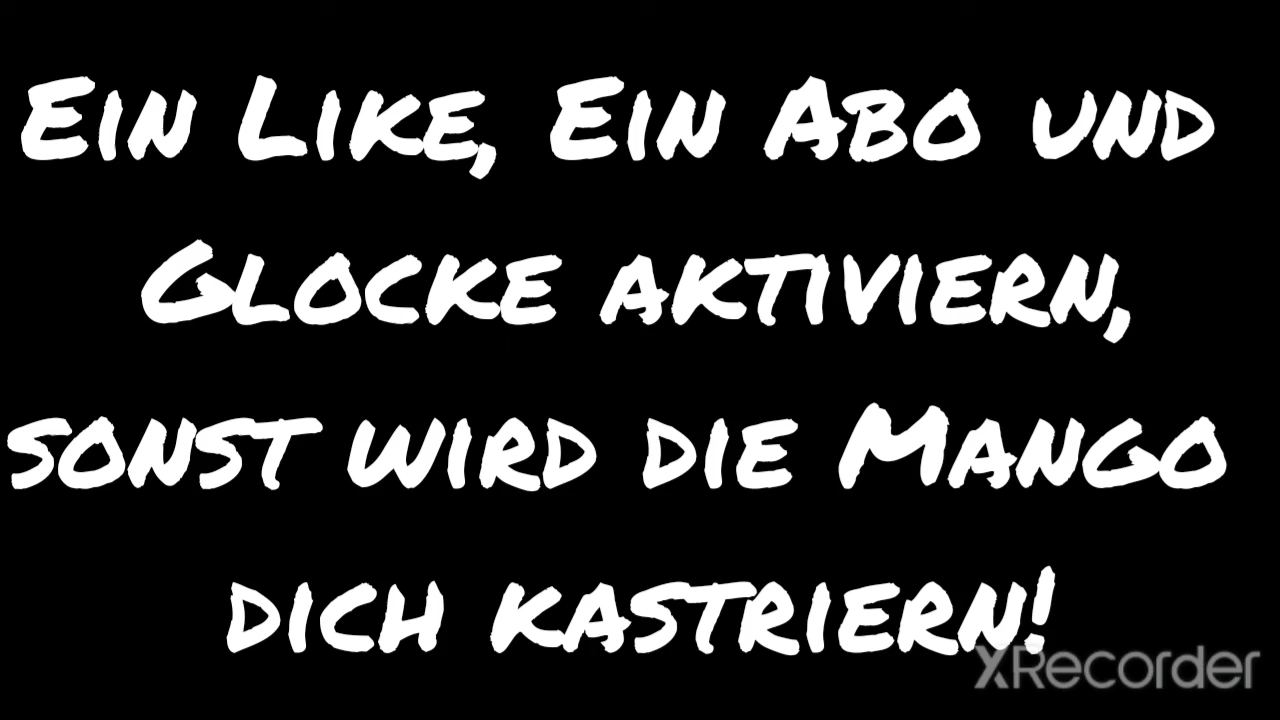 Ein Like, Ein Abo und
Glocke aktiviern,
sonst wird die Mango
dich kastriern!
XRecorder